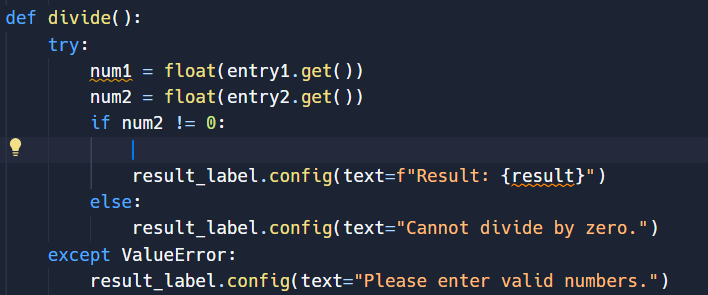 def divide():
    try:
        num1 = float(entry1.get())
        num2 = float(entry2.get())
        if num2 != 0:
            result_label.config(text=f"Result: {result}")
        else:
            result_label.config(text="Cannot divide by zero.")
    except ValueError:
        result_label.config(text="Please enter valid numbers.")